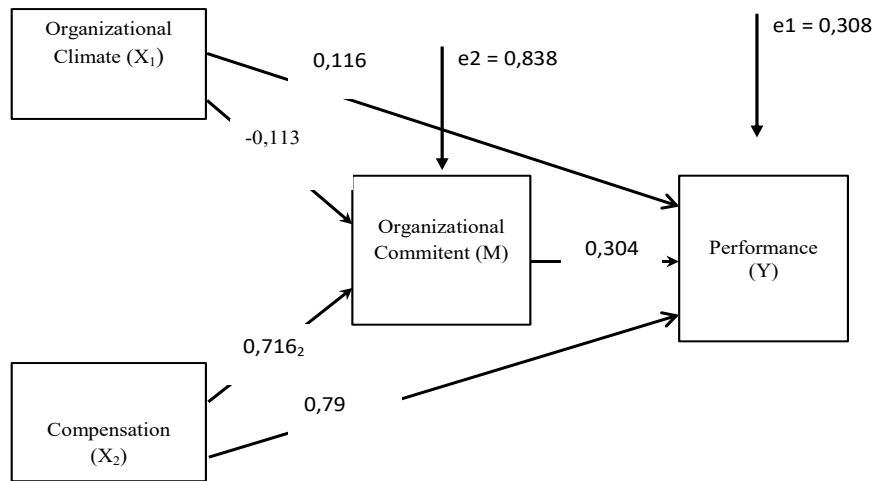 Organizational
Climate (X₁)
0,116
e2 = 0,838
e1 = 0,308
-0,113
Organizational
Commitent (M)
0,304
Performance
(Y)
0,716₂
0,79
Compensation
(X₂)